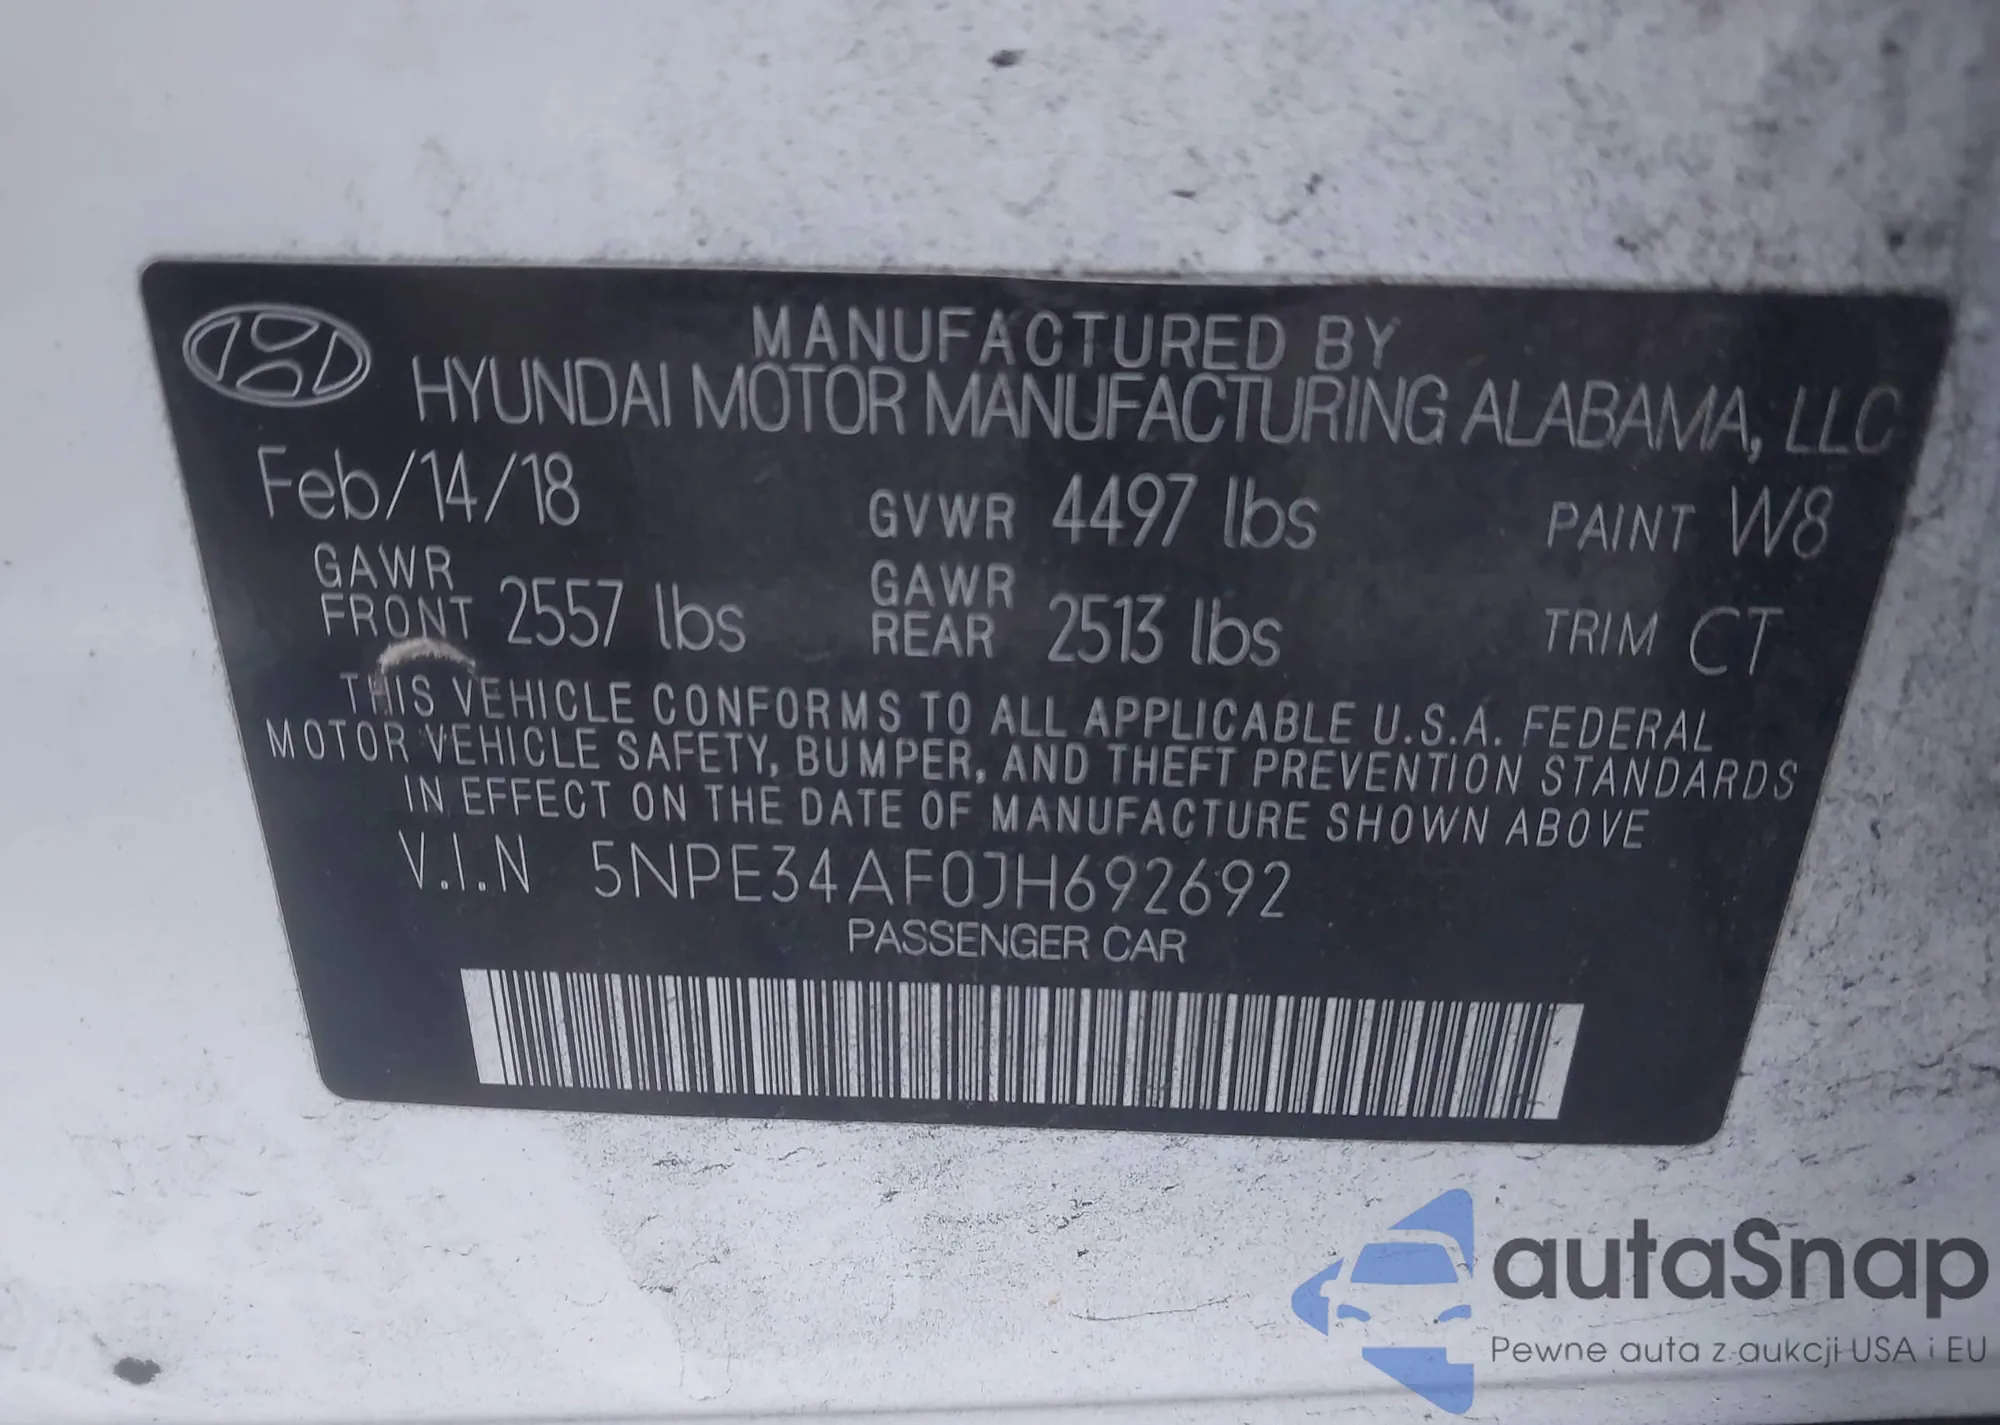 MANUFACTURED BY
HYUNDAI MOTOR MANUFACTURING ALABAMA, LLC
Feb/14/18 GVWR 4497 lbs PAINT W8
GAWR FRONT 2557 lbs GAWR REAR 2513 lbs TRIM CT
THIS VEHICLE CONFORMS TO ALL APPLICABLE U.S.A. FEDERAL
MOTOR VEHICLE SAFETY, BUMPER, AND THEFT PREVENTION STANDARDS
IN EFFECT ON THE DATE OF MANUFACTURE SHOWN ABOVE
V.I.N 5NPE34AF0JH692692
PASSENGER CAR
autaSnap
Pewne auta z aukcji USA i EU